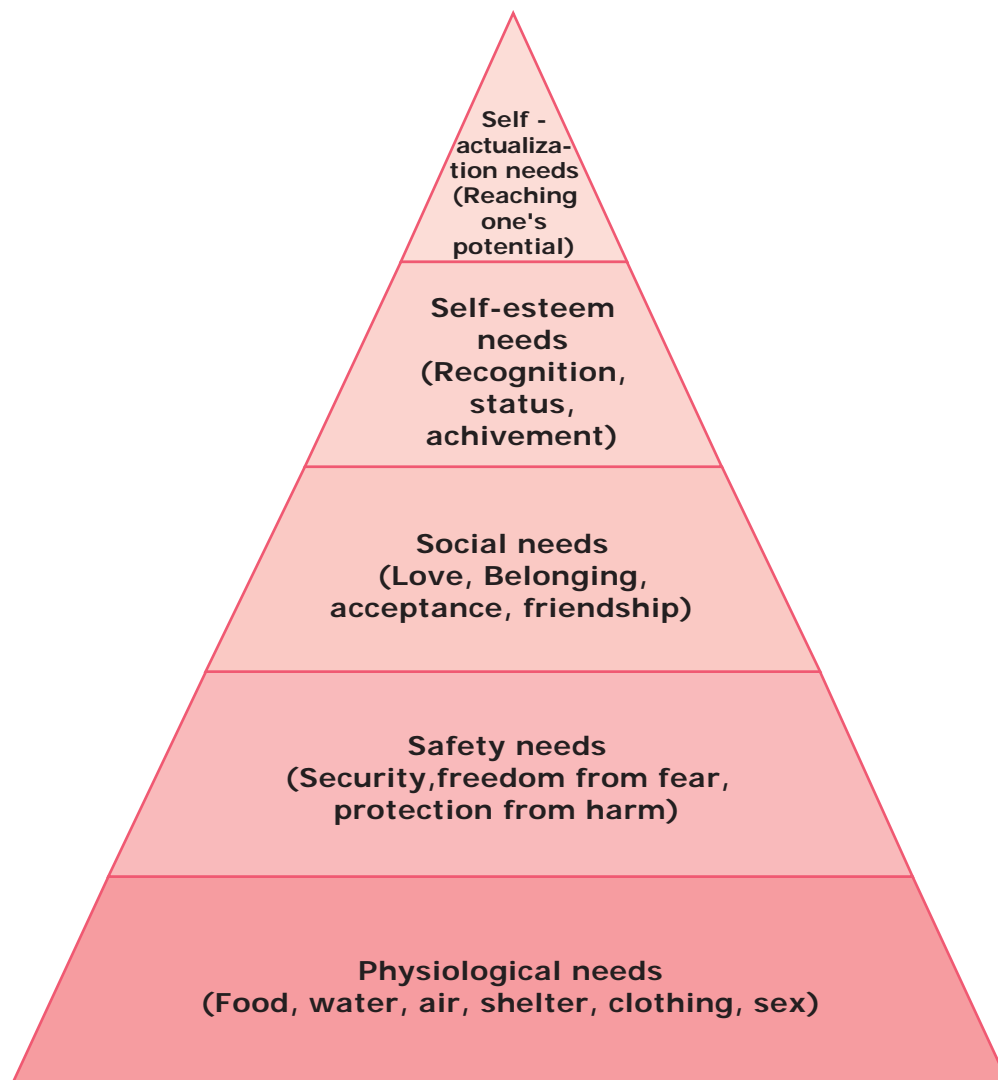 Self -
actualiza-
tion needs
(Reaching
one's
potential)
Self-esteem
needs
(Recognition,
status,
achivement)
Social needs
(Love, Belonging,
acceptance, friendship)
Safety needs
(Security,freedom from fear,
protection from harm)
Physiological needs
(Food, water, air, shelter, clothing, sex)